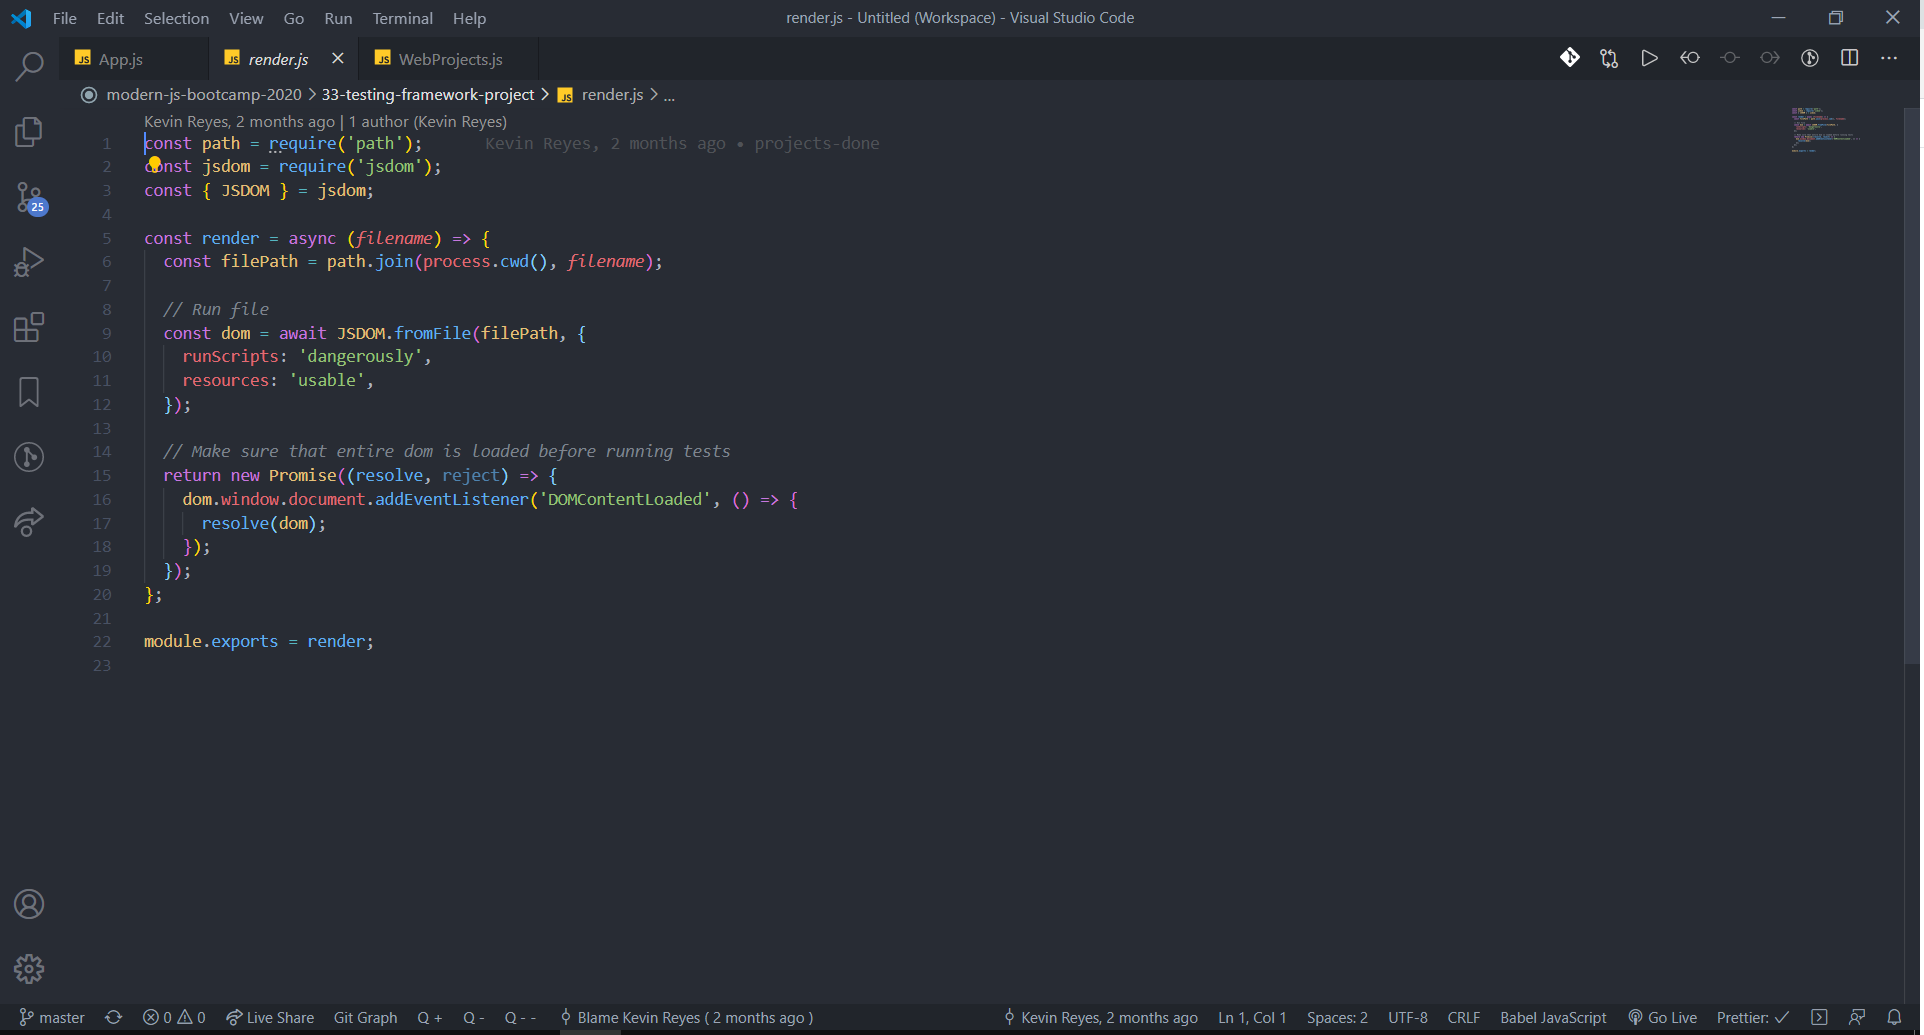 File Edit Selection View Go Run Terminal Help
render.js - Untitled (Workspace) - Visual Studio Code
JS App.js
JS render.js
JS WebProjects.js
modern-js-bootcamp-2020 > 33-testing-framework-project > JS render.js > ...
Kevin Reyes, 2 months ago | 1 author (Kevin Reyes)
1 const path = require('path'); Kevin Reyes, 2 months ago • projects-done
2 const jsdom = require('jsdom');
3 const { JSDOM } = jsdom;
4
5 const render = async (filename) => {
6 const filePath = path.join(process.cwd(), filename);
7
8 // Run file
9 const dom = await JSDOM.fromFile(filePath, {
10 runScripts: 'dangerously',
11 resources: 'usable',
12 });
13
14 // Make sure that entire dom is loaded before running tests
15 return new Promise((resolve, reject) => {
16 dom.window.document.addEventListener('DOMContentLoaded', () => {
17 resolve(dom);
18 });
19 });
20 };
21
22 module.exports = render;
23
25
master 0 0 Live Share Git Graph Q + Q - Q - - Blame Kevin Reyes ( 2 months ago ) Kevin Reyes, 2 months ago Ln 1, Col 1 Spaces: 2 UTF-8 CRLF Babel JavaScript Go Live Prettier: ✓